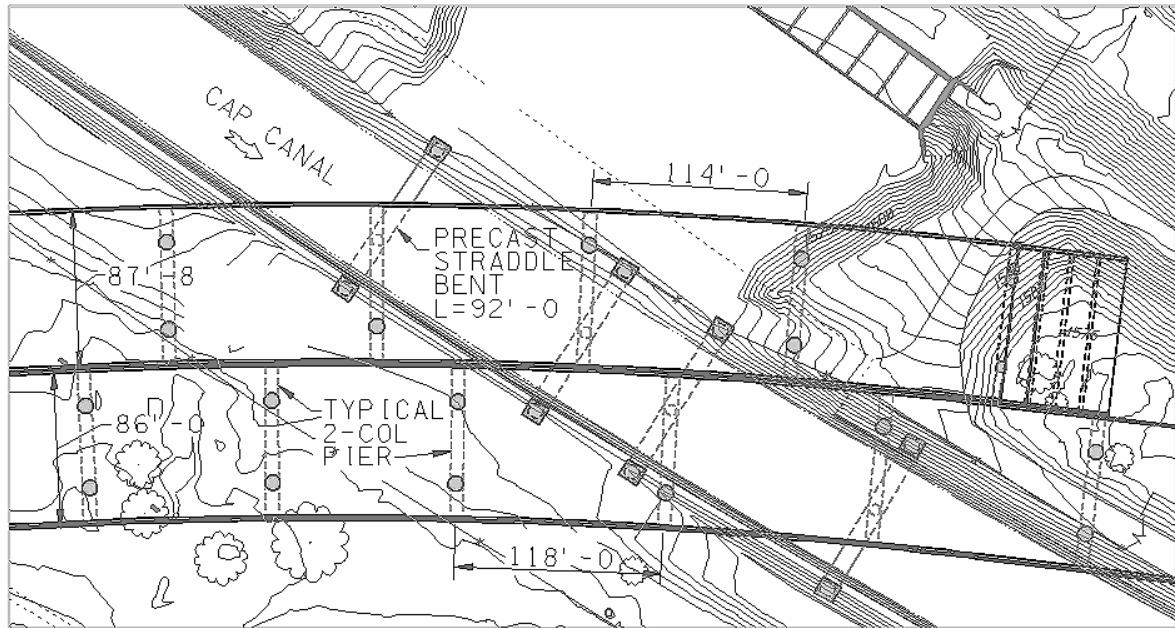 CAP CANAL
114'-0
PRECAST
STRADDLE
BENT
L=92'-0
87'-8
TYPICAL
2-COL
PIER
86'-0
118'-0